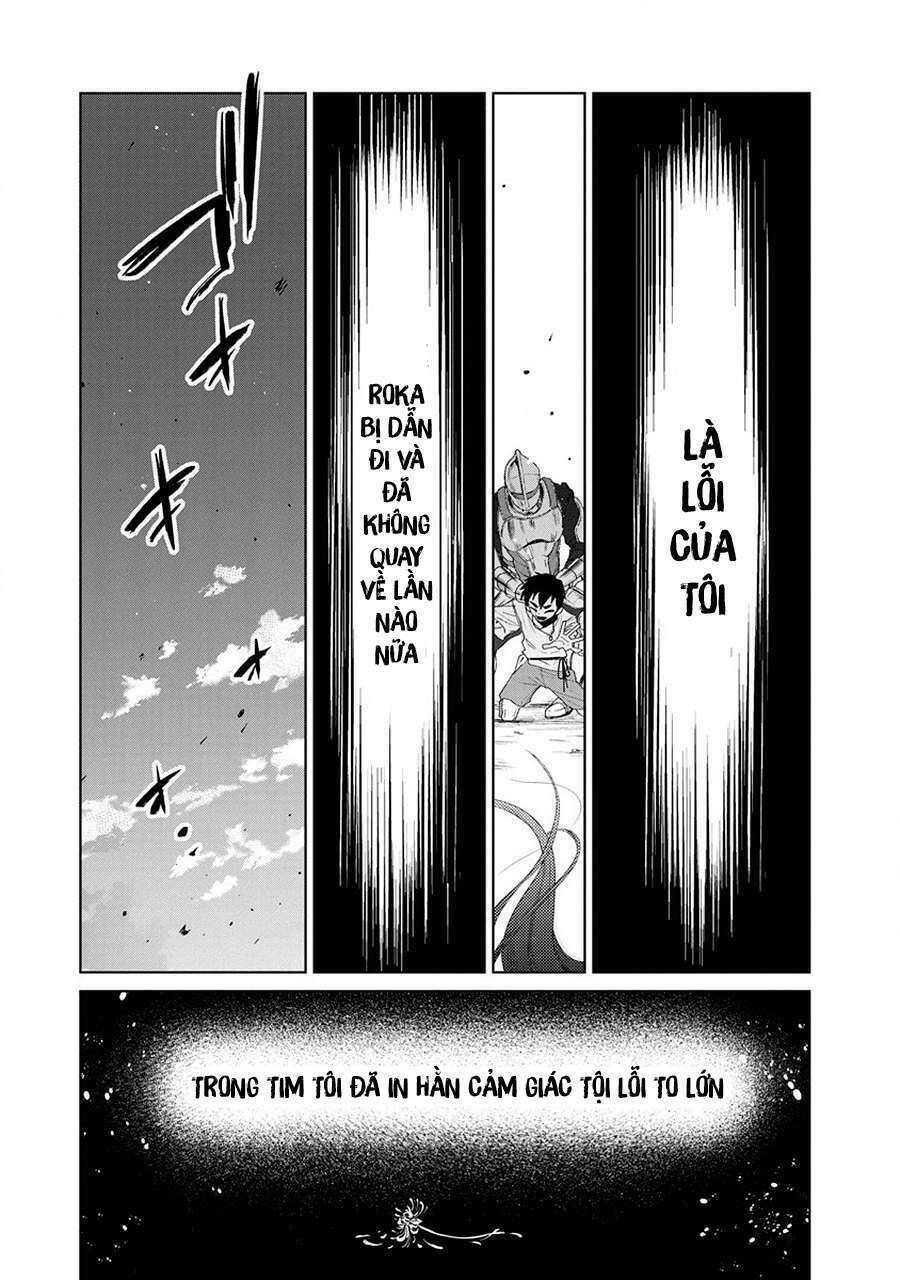 LÀ
LỖI
CỦA
TÔI
ROKA
BỊ DẪN
ĐI VÀ
ĐÃ
KHÔNG
QUAY
VỀ LẦN
NÀO
NỮA
TRONG TIM TÔI ĐÃ IN HẰN CẢM GIÁC TỘI LỖI TO LỚN